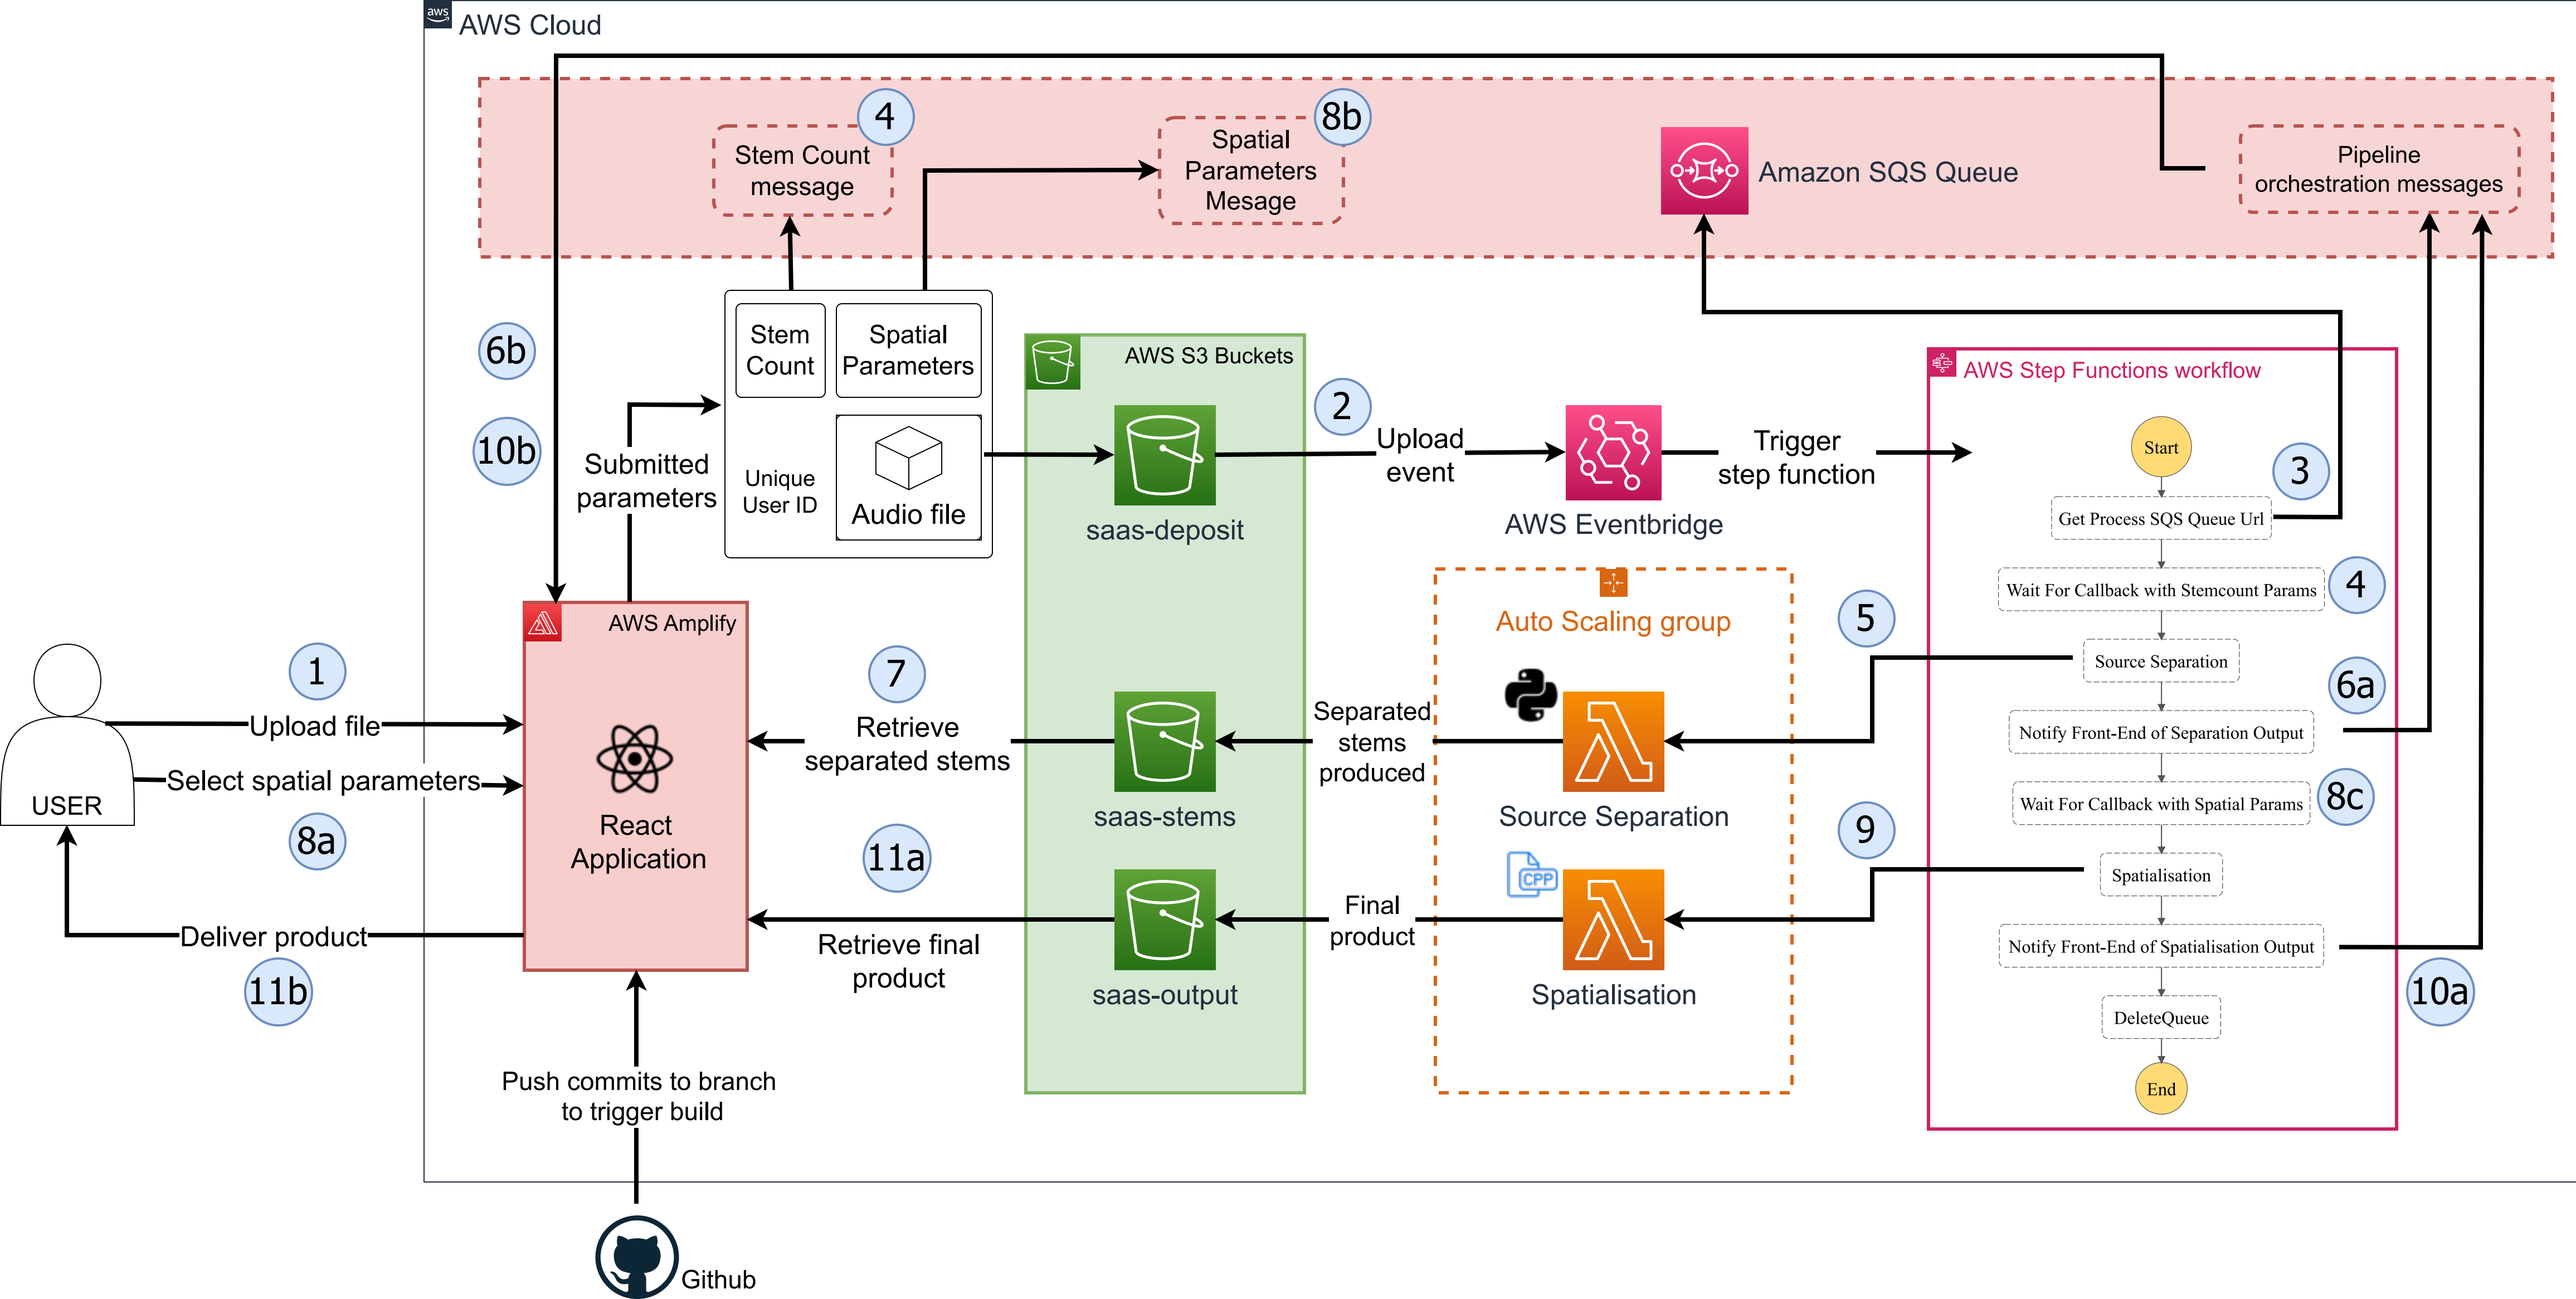 aws
AWS Cloud
4
Stem Count
message
8b
Spatial
Parameters
Mesage
Amazon SQS Queue
Pipeline
orchestration messages
6b
10b
Submitted
parameters
Stem
Count
Spatial
Parameters
Unique
User ID
Audio file
AWS S3 Buckets
saas-deposit
2
Upload
event
AWS Eventbridge
Trigger
step function
AWS Step Functions workflow
Start
3
Get Process SQS Queue Url
Wait For Callback with Stemcount Params
4
Source Separation
6a
Notify Front-End of Separation Output
Wait For Callback with Spatial Params
8c
Spatialisation
Notify Front-End of Spatialisation Output
10a
DeleteQueue
End
Auto Scaling group
5
Source Separation
9
CPP
Spatialisation
Separated
stems
produced
Final
product
saas-stems
saas-output
7
Retrieve
separated stems
11a
Retrieve final
product
AWS Amplify
React
Application
1
Upload file
Select spatial parameters
8a
USER
Deliver product
11b
Push commits to branch
to trigger build
Github